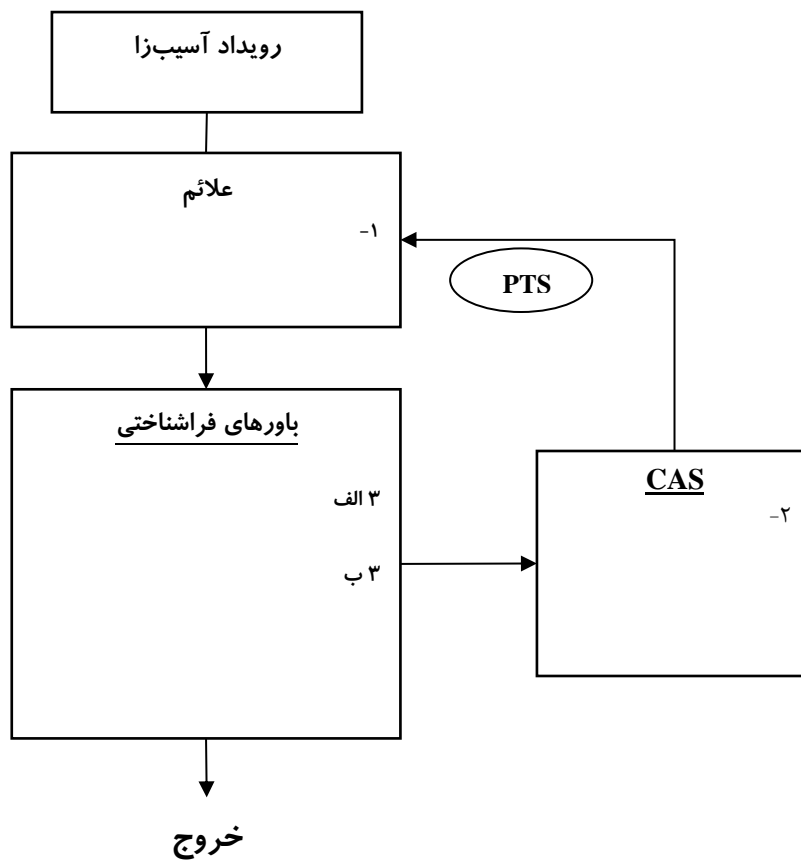 رویداد آسیب‌زا
علائم
۱-
PTS
باورهای فراشناختی
CAS
۳ الف
۲-
۳ ب
خروج